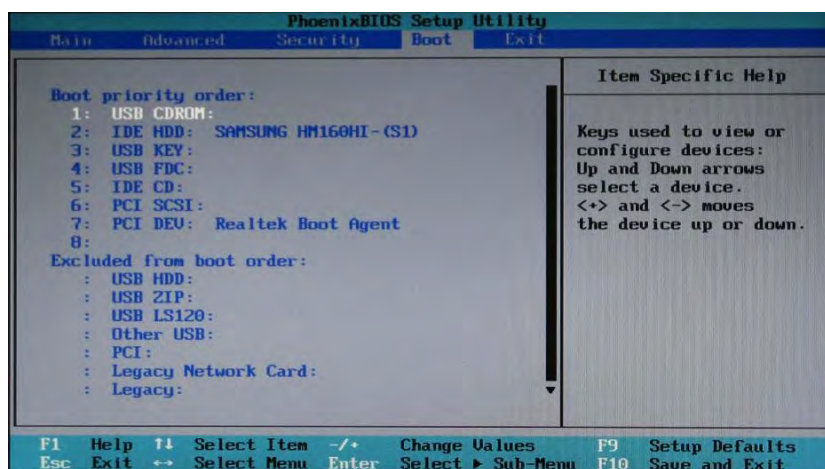 PhoenixBIOS Setup Utility
Main Advanced Security Boot Exit
Boot priority order:
1: USB CDROM:
2: IDE HDD: SAMSUNG HM160HI-(S1)
3: USB KEY:
4: USB FDC:
5: IDE CD:
6: PCI SCSI:
7: PCI DEV: Realtek Boot Agent
8:
Excluded from boot order:
: USB HDD:
: USB ZIP:
: USB LS120:
: Other USB:
: PCI:
: Legacy Network Card:
: Legacy:
Item Specific Help
Keys used to view or
configure devices:
Up and Down arrows
select a device.
<+> and <-> moves
the device up or down.
F1 Help ↑↓ Select Item -/+ Change Values F9 Setup Defaults
Esc Exit ↔ Select Menu Enter Select ▶ Sub-Menu F10 Save and Exit